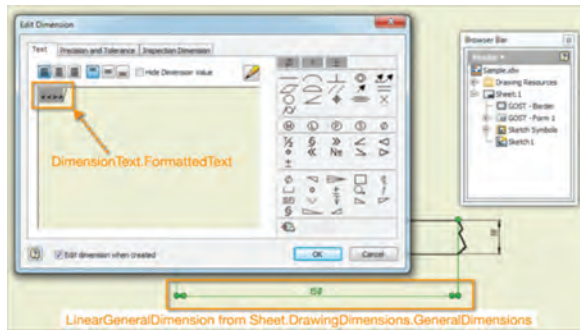 Edit Dimension
Text Precision and Tolerance Inspection Dimension
Hide Dimension Value
<<>>
DimensionText.FormattedText
Edit dimension when created
OK Cancel
Browser Bar
Sample.idw
Drawing Resources
Sheet:1
GOST - Border
GOST - Form 1
Sketch Symbols
Sketch1
150
LinearGeneralDimension from Sheet.DrawingDimensions.GeneralDimensions